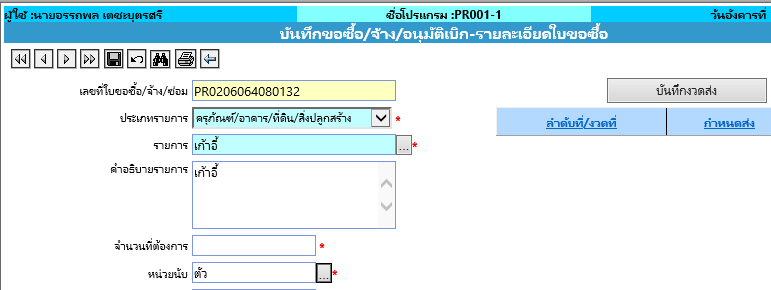 ผู้ใช้ :นายอรรถพล เตชะบุตรศรี ชื่อโปรแกรม :PR001-1 วันอังคารที่
บันทึกขอซื้อ/จ้าง/อนุมัติเบิก-รายละเอียดใบขอซื้อ
เลขที่ใบขอซื้อ/จ้าง/ซ่อม PR0206064080132 บันทึกงวดส่ง
ประเภทรายการ ครุภัณฑ์/อาคาร/ที่ดิน/สิ่งปลูกสร้าง * ลำดับที่/งวดที่ กำหนดส่ง
รายการ เก้าอี้ ... *
คำอธิบายรายการ เก้าอี้
จำนวนที่ต้องการ *
หน่วยนับ ตัว ... *